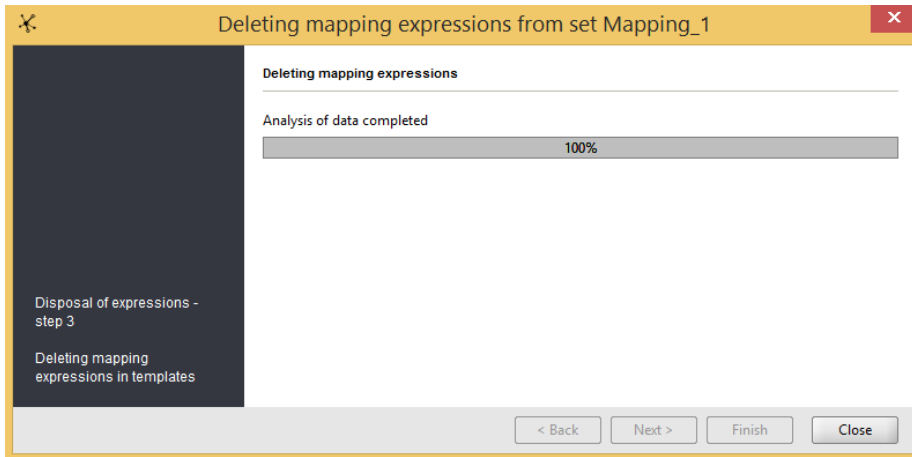 Deleting mapping expressions from set Mapping_1
Deleting mapping expressions
Analysis of data completed
100%
Disposal of expressions -
step 3
Deleting mapping
expressions in templates
< Back Next > Finish Close